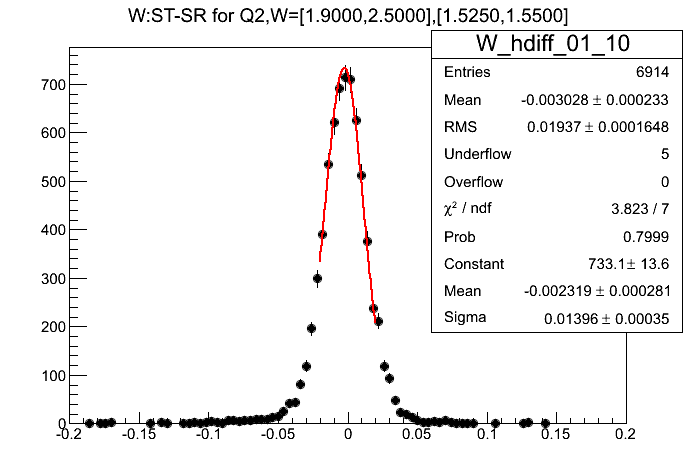 W:ST-SR for Q2,W=[1.9000,2.5000],[1.5250,1.5500]
W_hdiff_01_10
Entries 6914
Mean -0.003028 ± 0.000233
RMS 0.01937 ± 0.0001648
Underflow 5
Overflow 0
χ² / ndf 3.823 / 7
Prob 0.7999
Constant 733.1 ± 13.6
Mean -0.002319 ± 0.000281
Sigma 0.01396 ± 0.00035
700
600
500
400
300
200
100
0
-0.2 -0.15 -0.1 -0.05 0 0.05 0.1 0.15 0.2